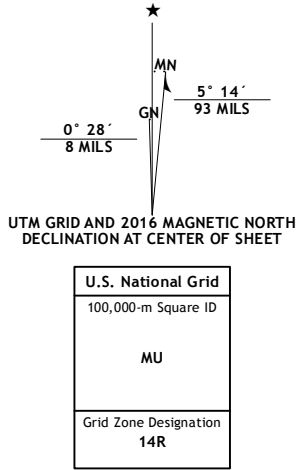 MN
GN
5° 14´
93 MILS
0° 28´
8 MILS
UTM GRID AND 2016 MAGNETIC NORTH
DECLINATION AT CENTER OF SHEET
U.S. National Grid
100,000-m Square ID
MU
Grid Zone Designation
14R